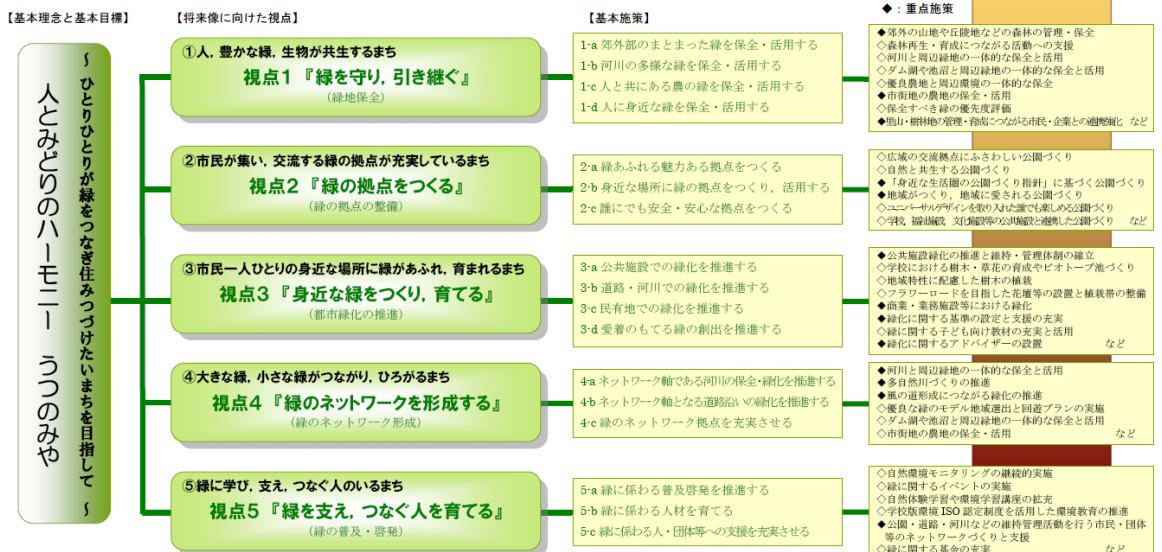 【基本理念と基本目標】
【将来像に向けた視点】
【基本施策】
◆:重点施策
人とみどりのハーモニー うつのみや
~ ひとりひとりが緑をつなぎ住みつづけたいまちを目指して ~
①人,豊かな緑,生物が共生するまち
視点1『緑を守り,引き継ぐ』
(緑地保全)
1-a 郊外部のまとまった緑を保全・活用する
1-b 河川の多様な緑を保全・活用する
1-c 人と共にある農の緑を保全・活用する
1-d 人に身近な緑を保全・活用する
◆郊外の山地や丘陵地などの森林の管理・保全
◇森林再生・育成につながる活動への支援
◇河川と周辺緑地の一体的な保全と活用
◇ダム湖や池沼と周辺緑地の一体的な保全と活用
◇優良農地と周辺環境の一体的な保全
◆市街地の農地の保全・活用
◇保全すべき緑の優先度評価
◆里山・樹林地の管理・育成につながる市民・企業との連携強化 など
②市民が集い,交流する緑の拠点が充実しているまち
視点2『緑の拠点をつくる』
(緑の拠点の整備)
2-a 緑あふれる魅力ある拠点をつくる
2-b 身近な場所に緑の拠点をつくり,活用する
2-c 誰にでも安全・安心な拠点をつくる
◇広域の交流拠点にふさわしい公園づくり
◇自然と共生する公園づくり
◆「身近な生活圏の公園づくり指針」に基づく公園づくり
◆地域がつくり,地域に愛される公園づくり
◇ユニバーサルデザインを取り入れた誰でも楽しめる公園づくり
◇学校,福祉施設,文化施設等の公共施設と連携した公園づくり など
③市民一人ひとりの身近な場所に緑があふれ,育まれるまち
視点3『身近な緑をつくり,育てる』
(都市緑化の推進)
3-a 公共施設での緑化を推進する
3-b 道路・河川での緑化を推進する
3-c 民有地での緑化を推進する
3-d 愛着のもてる緑の創出を推進する
◆公共施設緑化の推進と維持・管理体制の確立
◇学校における樹木・草花の育成やビオトープ池づくり
◇地域特性に配慮した樹木の植栽
◇フラワーロードを目指した花壇等の設置と植栽帯の整備
◆商業・業務施設等における緑化
◆緑化に関する基準の設定と支援の充実
◇緑に関する子ども向け教材の充実と活用
◆緑化に関するアドバイザーの設置 など
④大きな緑,小さな緑がつながり,ひろがるまち
視点4『緑のネットワークを形成する』
(緑のネットワーク形成)
4-a ネットワーク軸である河川の保全・緑化を推進する
4-b ネットワーク軸となる道路沿いの緑化を推進する
4-c 緑のネットワーク拠点を充実させる
◆河川と周辺緑地の一体的な保全と活用
◆多自然川づくりの推進
◆風の道形成につながる緑化の推進
◇優良な緑のモデル地域選出と回遊プランの実施
◇ダム湖や池沼と周辺緑地の一体的な保全と活用
◇市街地の農地の保全・活用 など
⑤緑に学び,支え,つなぐ人のいるまち
視点5『緑を支え,つなぐ人を育てる』
(緑の普及・啓発)
5-a 緑に係わる普及啓発を推進する
5-b 緑に係わる人材を育てる
5-c 緑に係わる人・団体等への支援を充実させる
◇自然環境モニタリングの継続的実施
◇緑に関するイベントの実施
◇自然体験学習や環境学習講座の拡充
◇学校版環境ISO認定制度を活用した環境教育の推進
◆公園・道路・河川などの維持管理活動を行う市民・団体
等のネットワークづくりと支援
◇緑に関する基金の充実 など